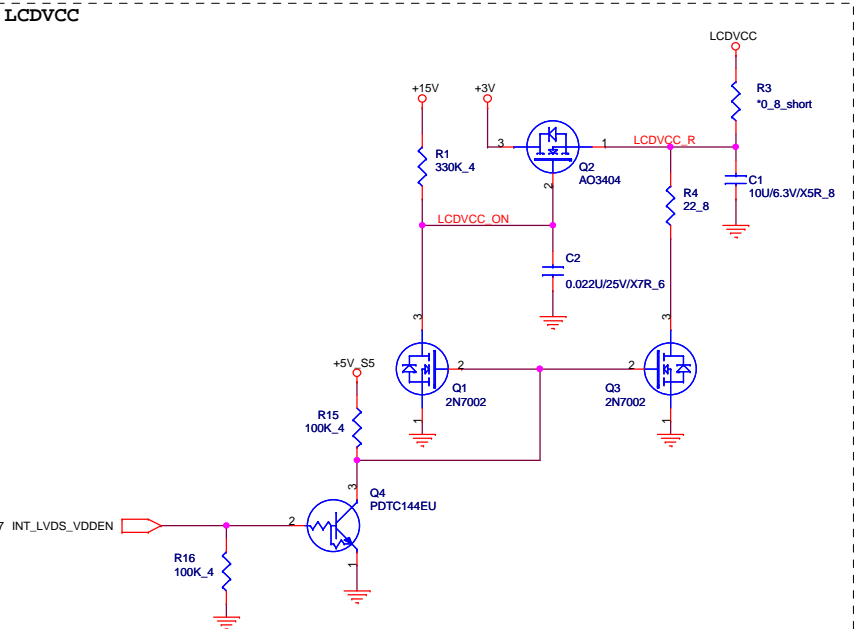 LCDVCC
LCDVCC
R3
*0_8_short
+15V
+3V
3
1
LCDVCC_R
Q2
AO3404
2
R1
330K_4
C1
10U/6.3V/X5R_8
R4
22_8
LCDVCC_ON
C2
0.022U/25V/X7R_6
3
3
+5V_S5
2
2
Q1
2N7002
Q3
2N7002
1
1
R15
100K_4
3
Q4
PDTC144EU
7 INT_LVDS_VDDEN
2
R16
100K_4
1